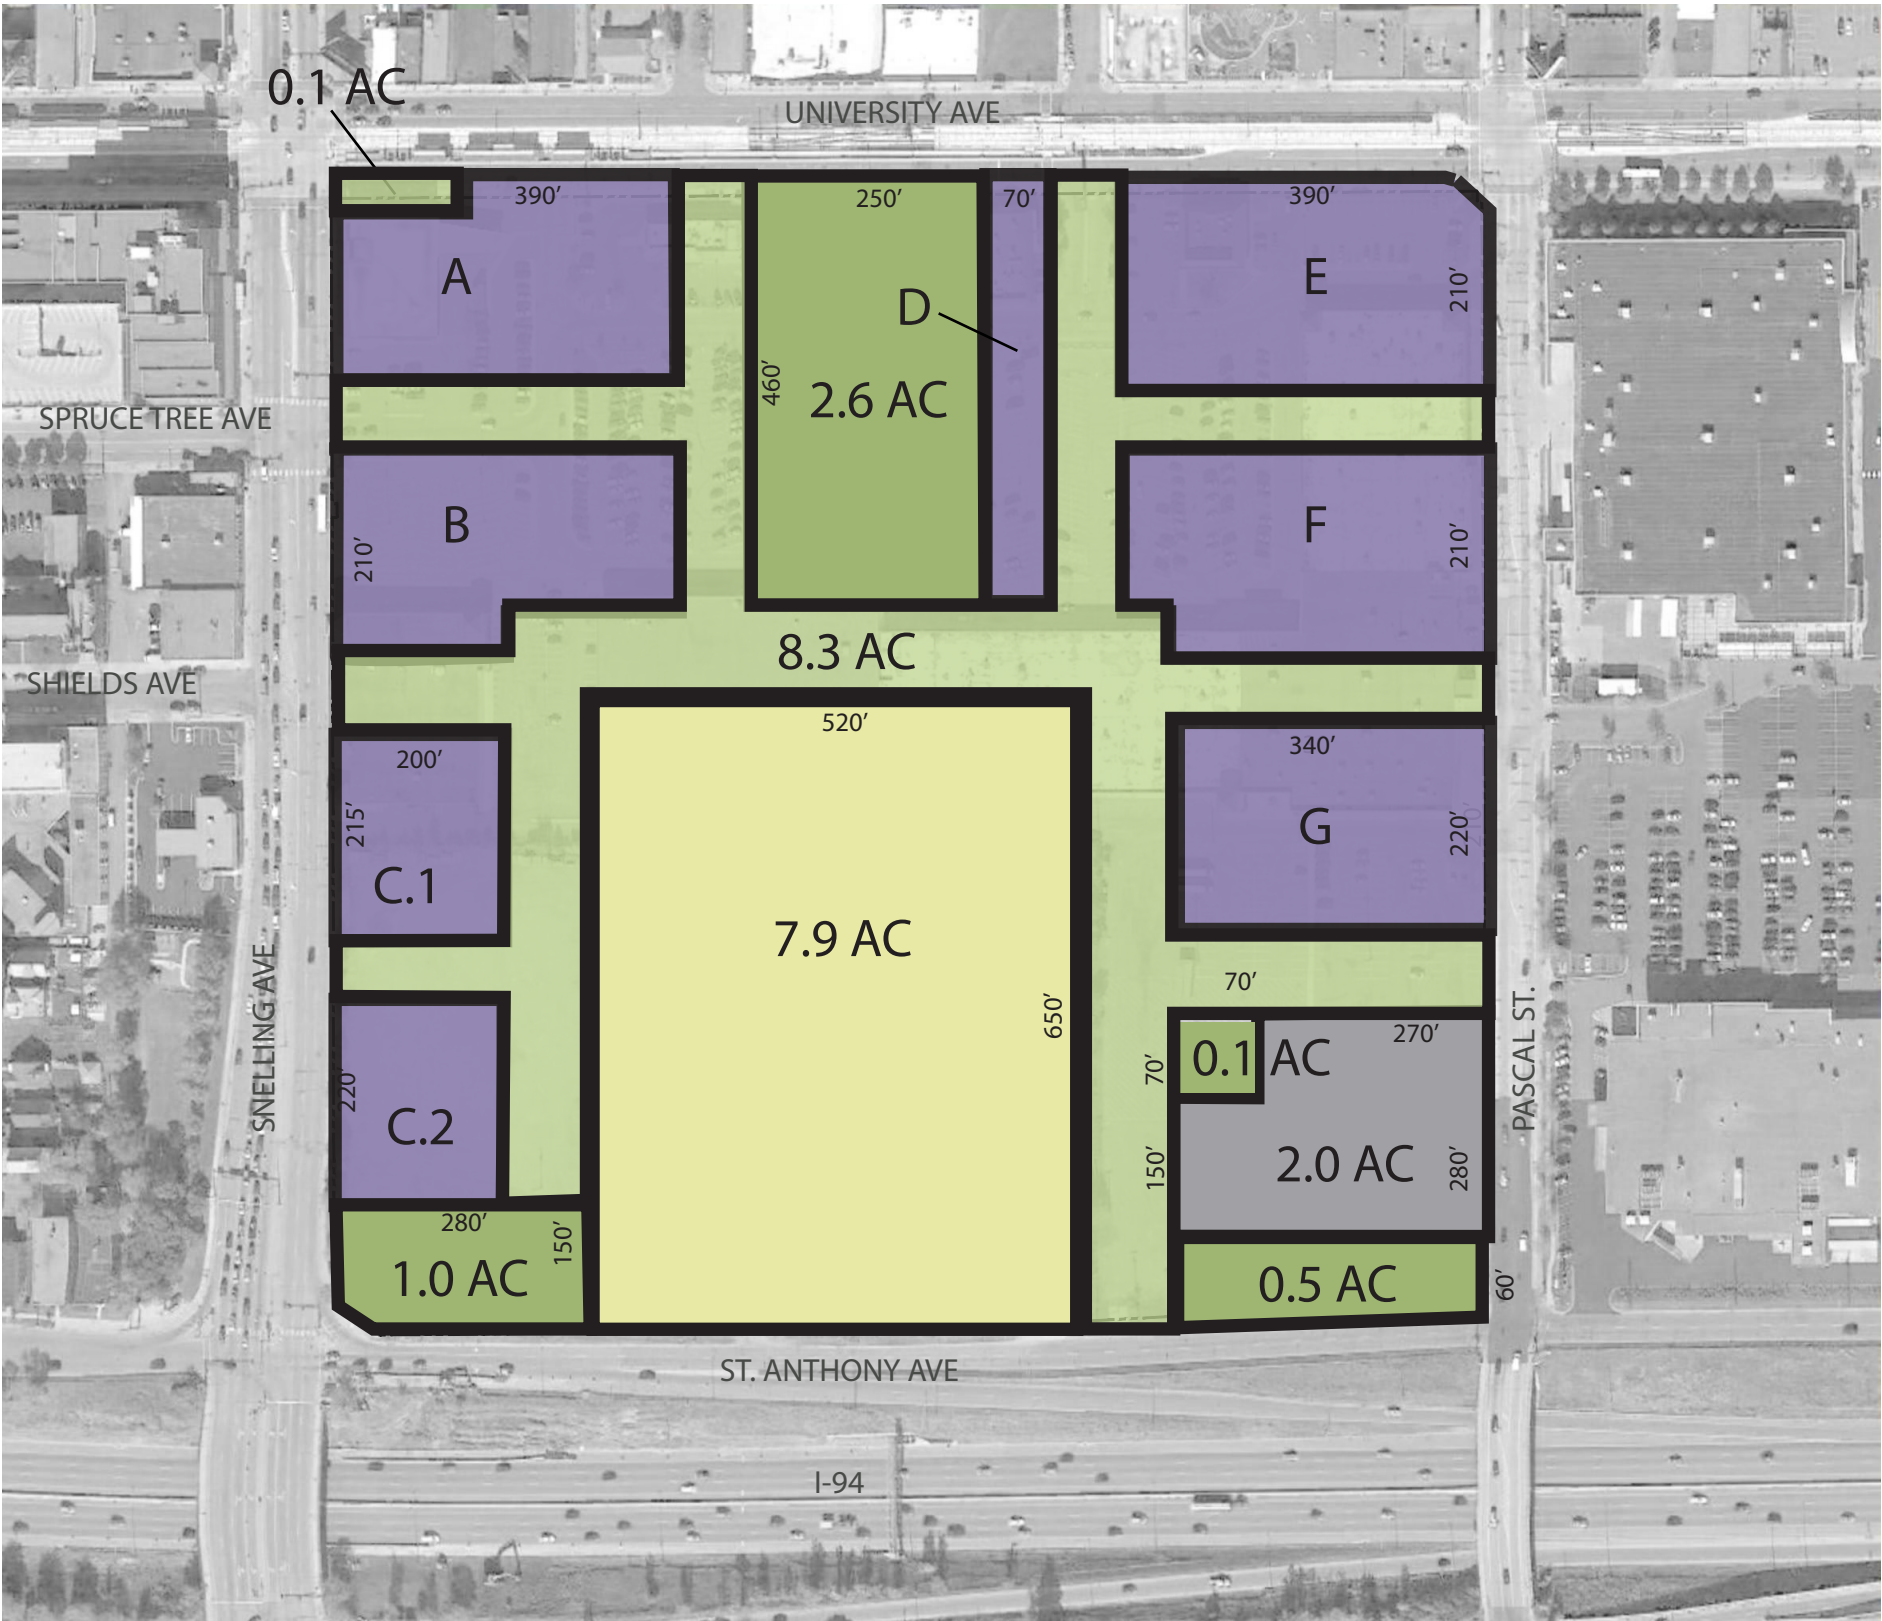 0.1 AC
UNIVERSITY AVE
390’
250’
70’
390’
A
D
E
210’
460’
2.6 AC
SPRUCE TREE AVE
B
210’
F
210’
8.3 AC
SHIELDS AVE
520’
200’
340’
215’
C.1
G
220’
210’
7.9 AC
SNELLING AVE
70’
650’
PASCAL ST.
270’
70’
0.1 AC
220’
C.2
150’
2.0 AC
280’
280’
150’
1.0 AC
0.5 AC
60’
ST. ANTHONY AVE
I-94